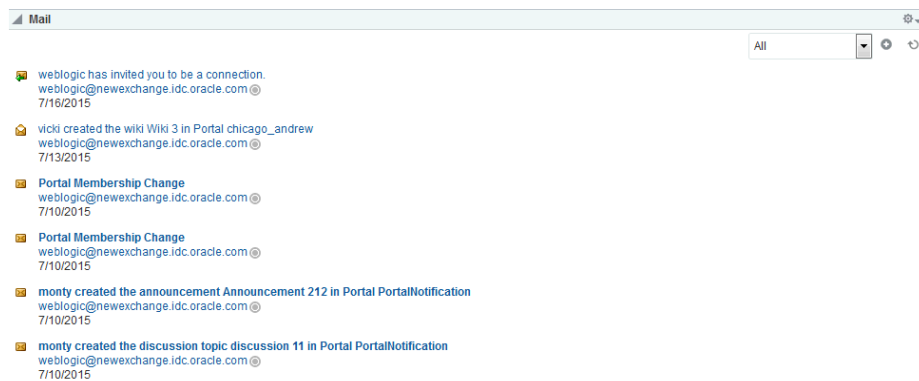 Mail
All
weblogic has invited you to be a connection.
weblogic@newexchange.idc.oracle.com
7/16/2015
vicki created the wiki Wiki 3 in Portal chicago_andrew
weblogic@newexchange.idc.oracle.com
7/13/2015
Portal Membership Change
weblogic@newexchange.idc.oracle.com
7/10/2015
Portal Membership Change
weblogic@newexchange.idc.oracle.com
7/10/2015
monty created the announcement Announcement 212 in Portal PortalNotification
weblogic@newexchange.idc.oracle.com
7/10/2015
monty created the discussion topic discussion 11 in Portal PortalNotification
weblogic@newexchange.idc.oracle.com
7/10/2015